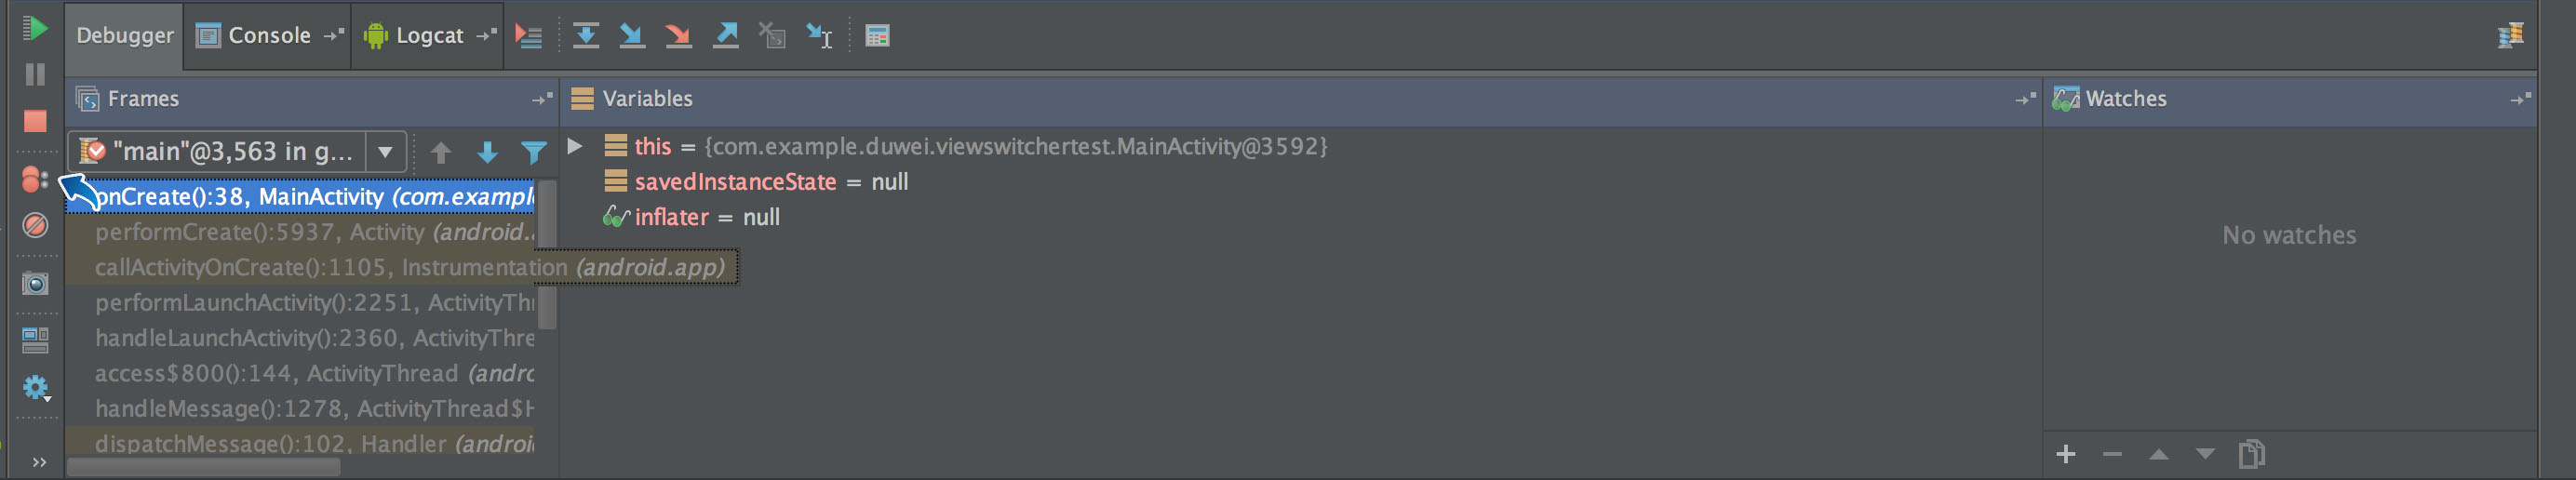 Debugger Console Logcat
Frames Variables Watches
"main"@3,563 in g...
this = {com.example.duwei.viewswitchertest.MainActivity@3592}
savedInstanceState = null
inflater = null
onCreate():38, MainActivity (com.example
performCreate():5937, Activity (android.
callActivityOnCreate():1105, Instrumentation (android.app)
performLaunchActivity():2251, ActivityThr
handleLaunchActivity():2360, ActivityThre
access$800():144, ActivityThread (andro
handleMessage():1278, ActivityThread$H
dispatchMessage():102, Handler (androi
No watches